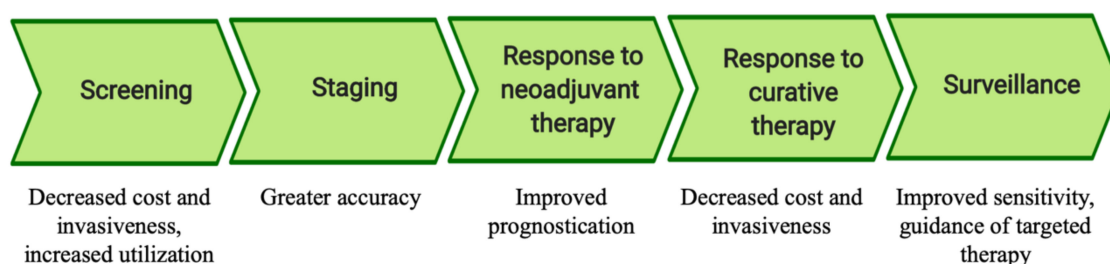 Screening
Staging
Response to
neoadjuvant
therapy
Response to
curative
therapy
Surveillance
Decreased cost and
invasiveness,
increased utilization
Greater accuracy
Improved
prognostication
Decreased cost and
invasiveness
Improved sensitivity,
guidance of targeted
therapy